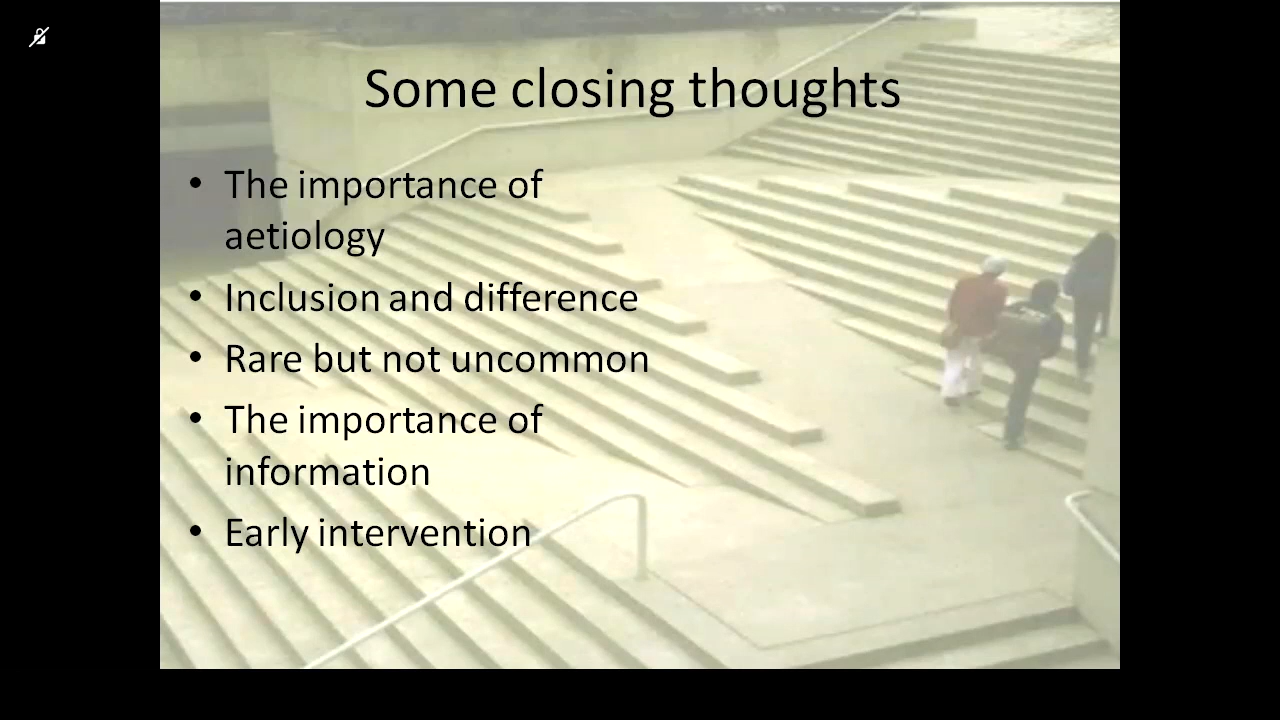 Some closing thoughts
• The importance of
aetiology
• Inclusion and difference
• Rare but not uncommon
• The importance of
information
• Early intervention